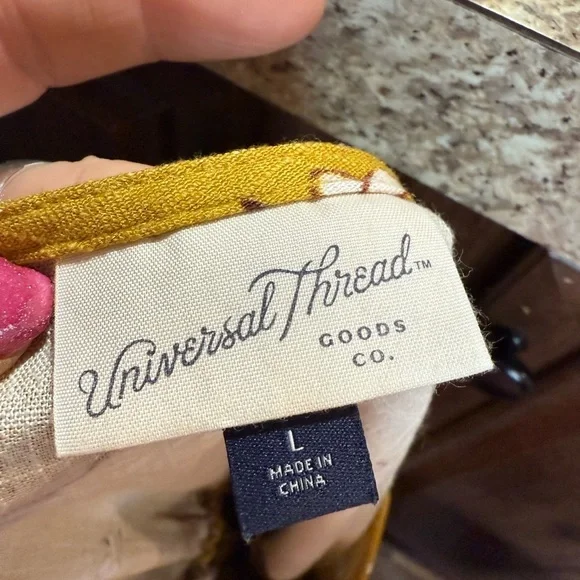 Universal Thread™
GOODS
CO.
L
MADE IN
CHINA